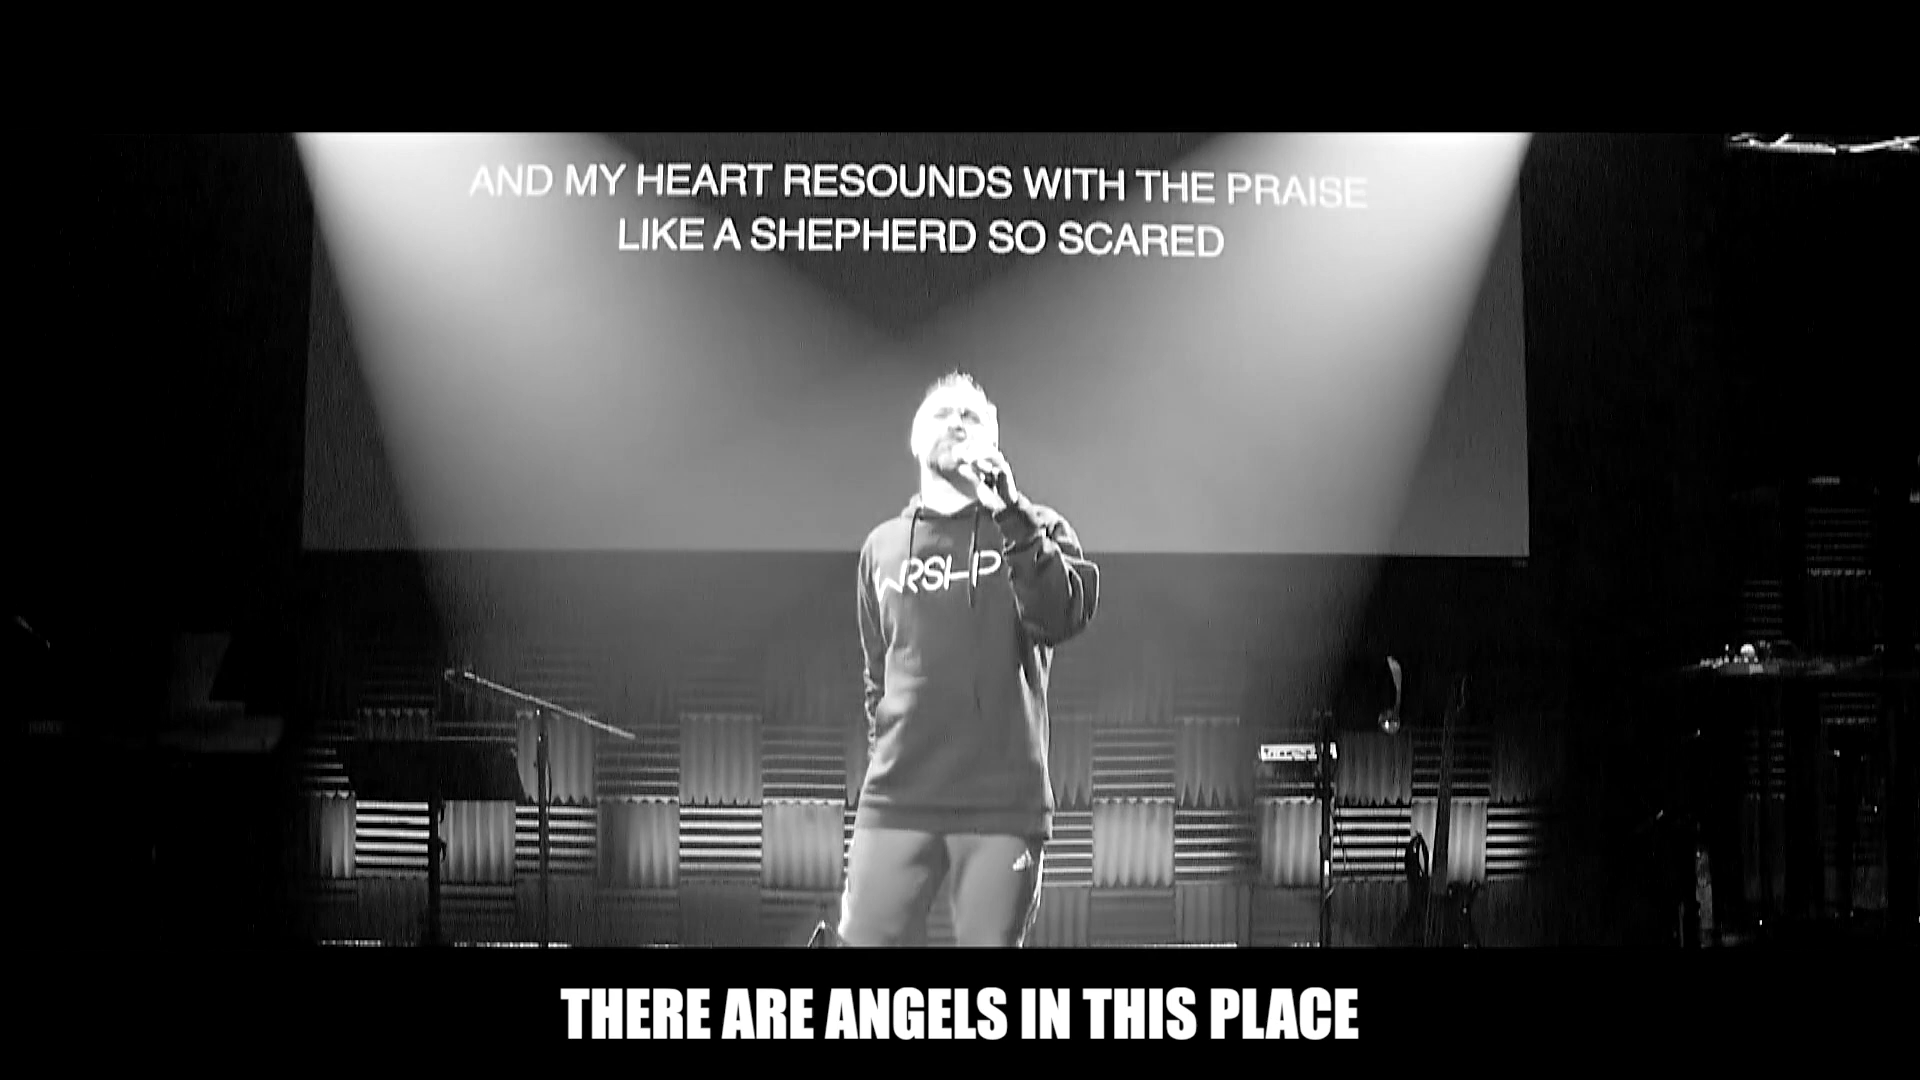 AND MY HEART RESOUNDS WITH THE PRAISE
LIKE A SHEPHERD SO SCARED
WRSHP
THERE ARE ANGELS IN THIS PLACE